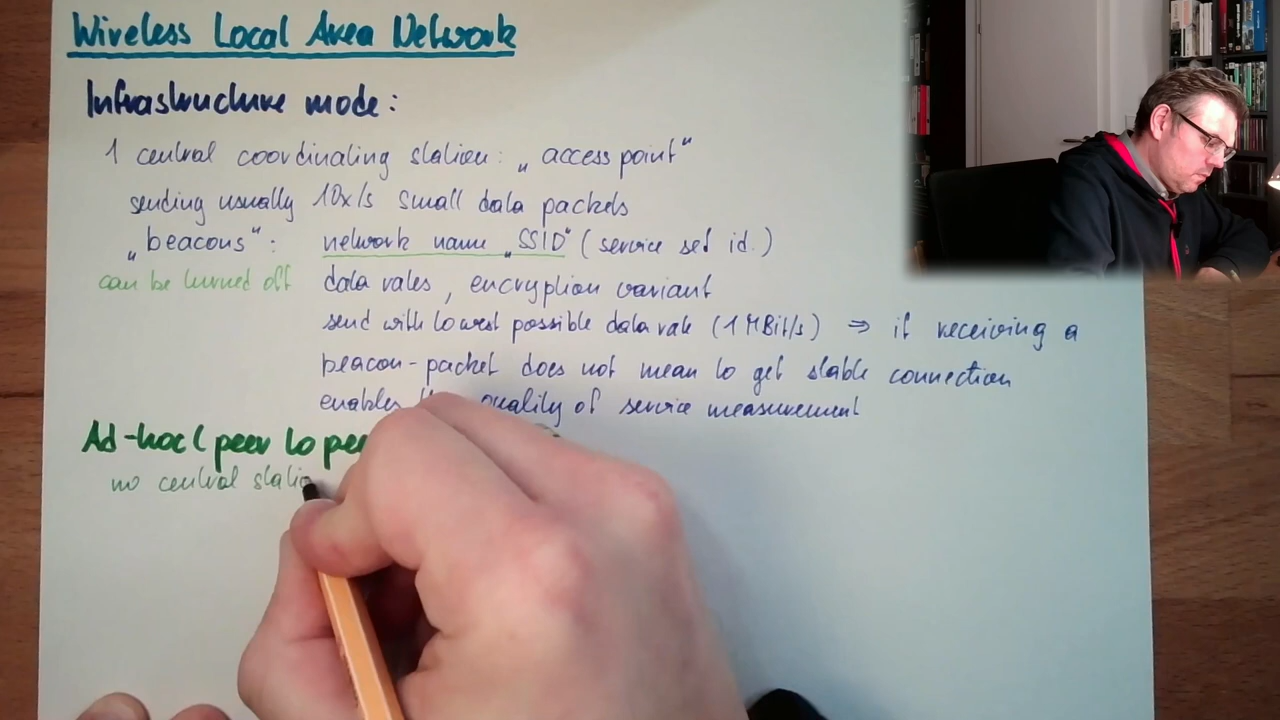 Wireless Local Area Network
Infrastructure mode:
1 central coordinating station: „access point"
sending usually 10x/s small data packets
„beacons": network name „SSID" (service set id.)
can be turned off data rates, encryption variant
send with lowest possible data rate (1 MBit/s) ⇒ if receiving a
beacon-packet does not mean to get stable connection
enables quality of service measurement
Ad-hoc (peer to pee
no central statio